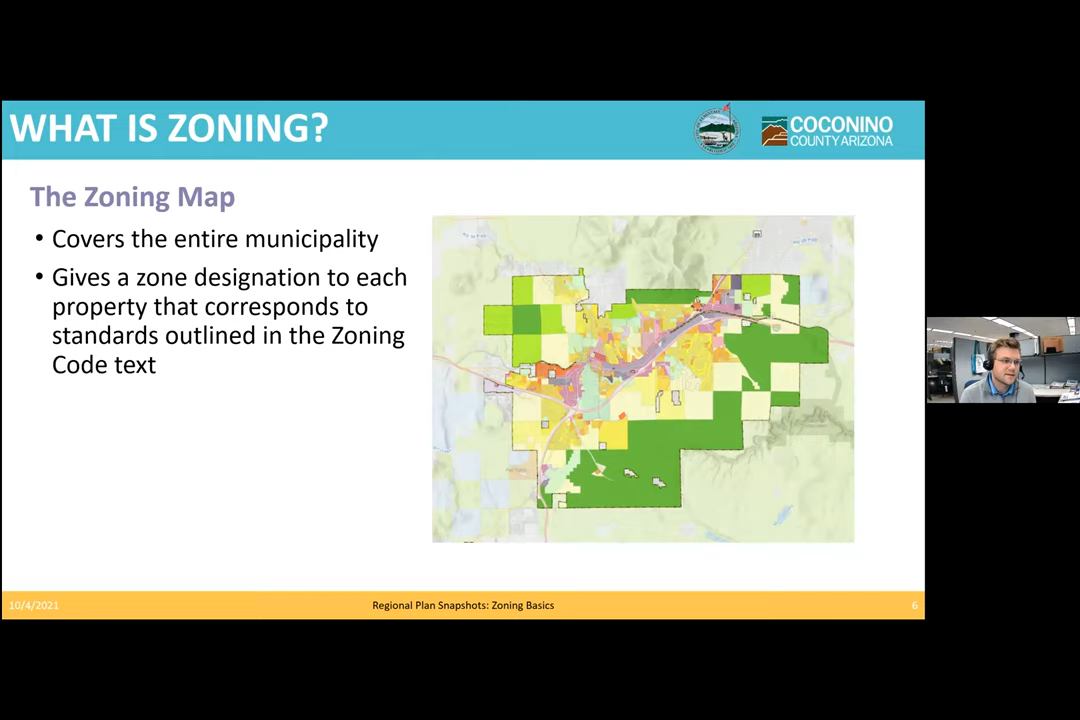 WHAT IS ZONING?
COCONINO
COUNTY ARIZONA
The Zoning Map
• Covers the entire municipality
• Gives a zone designation to each
property that corresponds to
standards outlined in the Zoning
Code text
10/4/2021
Regional Plan Snapshots: Zoning Basics
6